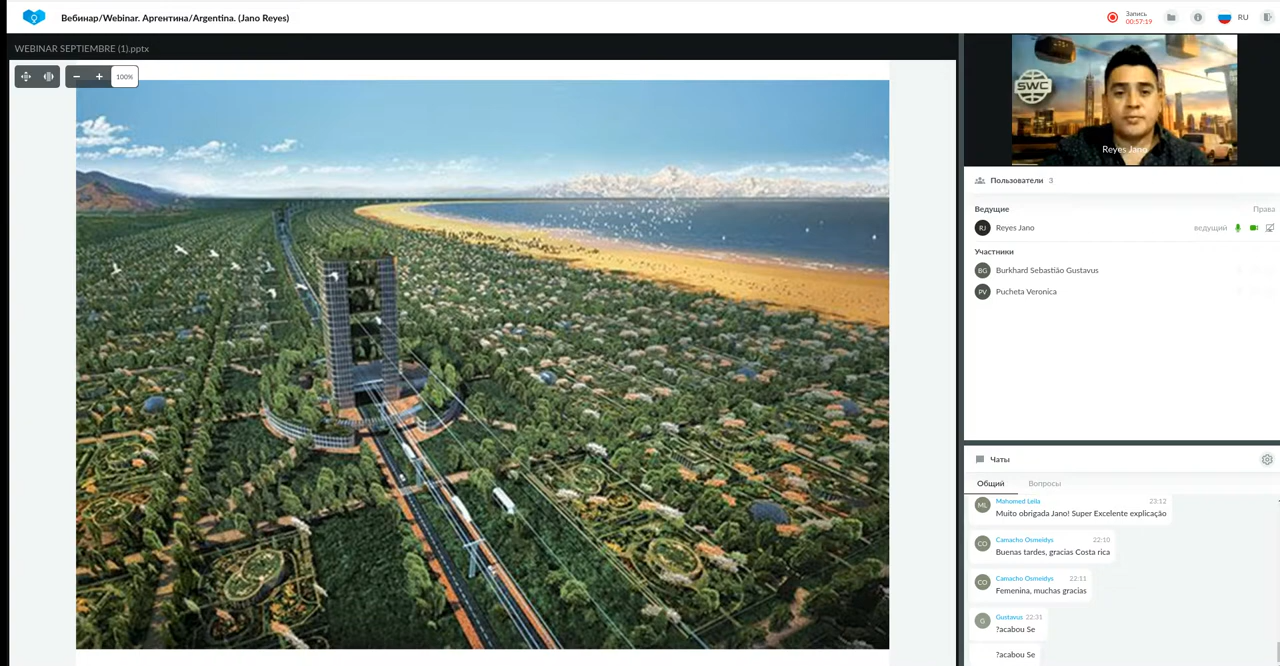 Вебинар/Webinar. Аргентина/Argentina. (Jano Reyes)
Запись
00:57:19
RU
WEBINAR SEPTIEMBRE (1).pptx
100%
SWC
Reyes Jano
Пользователи 3
Ведущие Права
RJ Reyes Jano ведущий
Участники
BG Burkhard Sebastião Gustavus
PV Pucheta Veronica
Чаты
Общий Вопросы
ML Mahomed Leila 23:12
Muito obrigada Jano! Super Excelente explicação
CO Camacho Osmeidys 22:10
Buenas tardes, gracias Costa rica
CO Camacho Osmeidys 22:11
Femenina, muchas gracias
G Gustavus 22:31
?acabou Se
?acabou Se